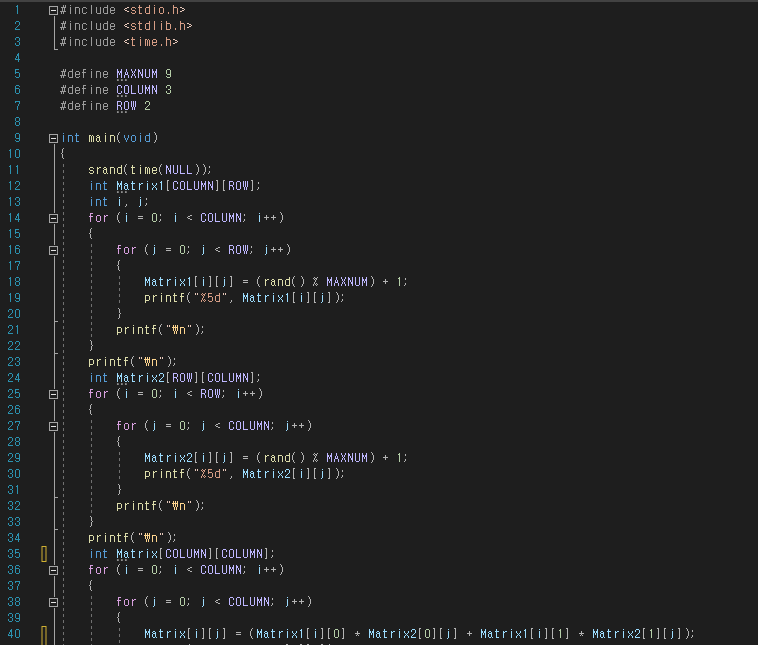 1 #include <stdio.h>
2 #include <stdlib.h>
3 #include <time.h>
4
5 #define MAXNUM 9
6 #define COLUMN 3
7 #define ROW 2
8
9 int main(void)
10 {
11 srand(time(NULL));
12 int Matrix1[COLUMN][ROW];
13 int i, j;
14 for (i = 0; i < COLUMN; i++)
15 {
16 for (j = 0; j < ROW; j++)
17 {
18 Matrix1[i][j] = (rand() % MAXNUM) + 1;
19 printf("%5d", Matrix1[i][j]);
20 }
21 printf("₩n");
22 }
23 printf("₩n");
24 int Matrix2[ROW][COLUMN];
25 for (i = 0; i < ROW; i++)
26 {
27 for (j = 0; j < COLUMN; j++)
28 {
29 Matrix2[i][j] = (rand() % MAXNUM) + 1;
30 printf("%5d", Matrix2[i][j]);
31 }
32 printf("₩n");
33 }
34 printf("₩n");
35 int Matrix[COLUMN][COLUMN];
36 for (i = 0; i < COLUMN; i++)
37 {
38 for (j = 0; j < COLUMN; j++)
39 {
40 Matrix[i][j] = (Matrix1[i][0] * Matrix2[0][j] + Matrix1[i][1] * Matrix2[1][j]);